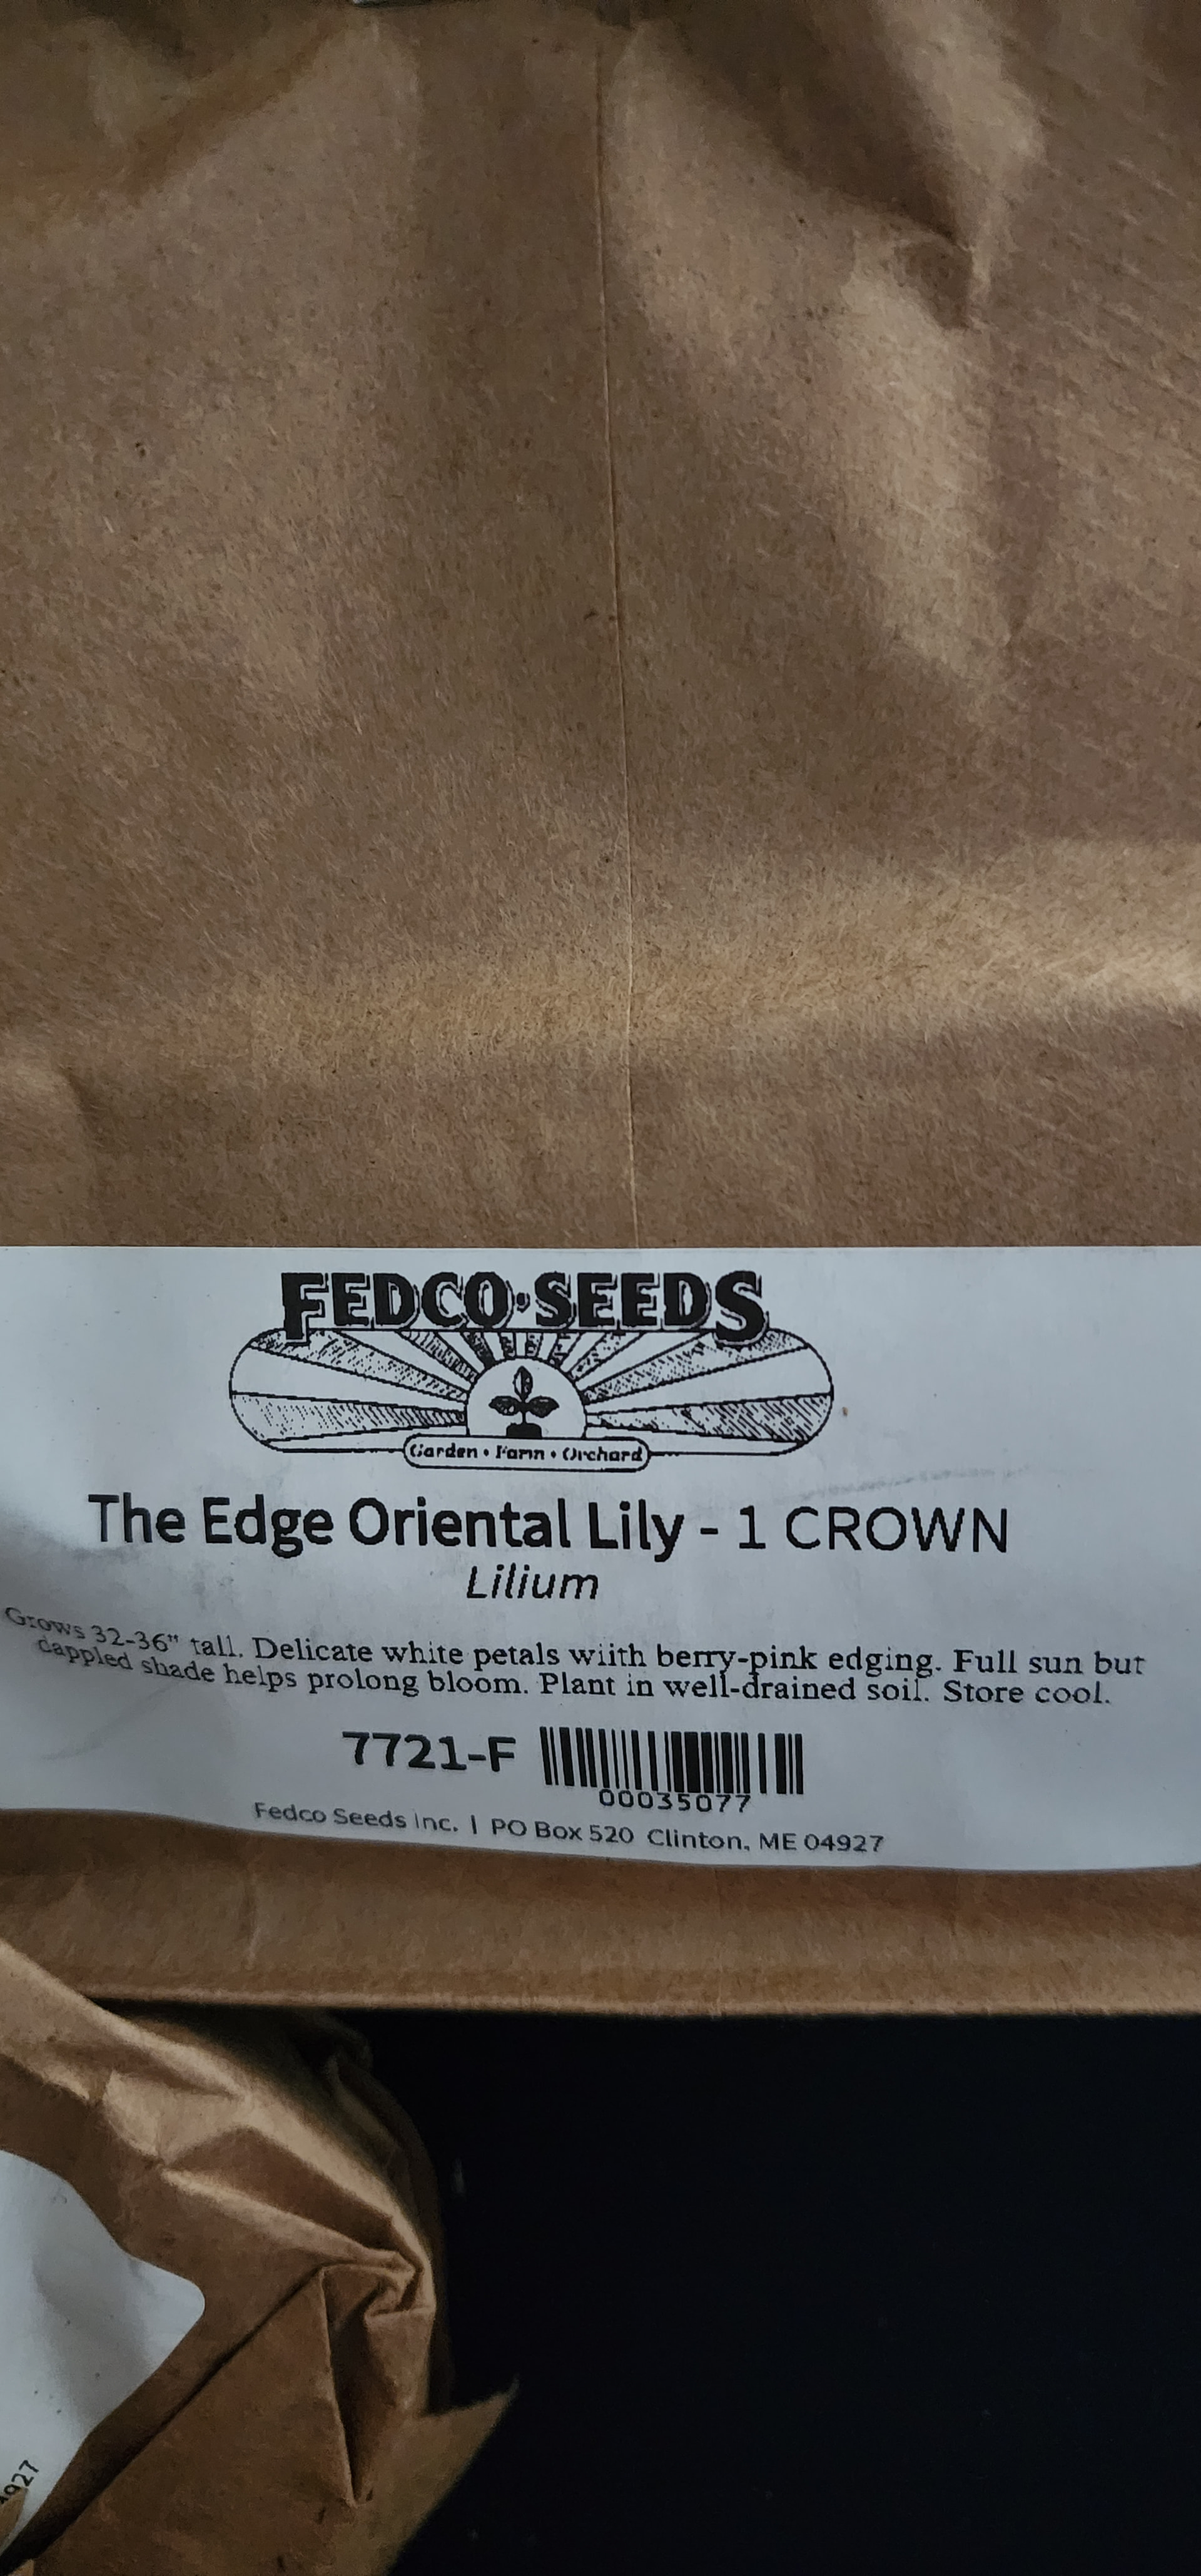 FEDCO·SEEDS
Garden • Farm • Orchard
The Edge Oriental Lily - 1 CROWN
Lilium
Grows 32-36" tall. Delicate white petals wiith berry-pink edging. Full sun but
dappled shade helps prolong bloom. Plant in well-drained soil. Store cool.
7721-F
00035077
Fedco Seeds Inc. | PO Box 520 Clinton, ME 04927
927